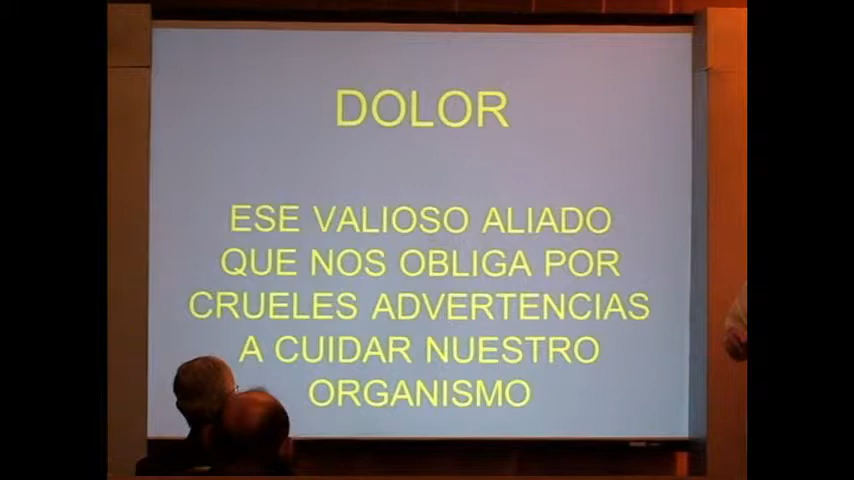 DOLOR
ESE VALIOSO ALIADO
QUE NOS OBLIGA POR
CRUELES ADVERTENCIAS
A CUIDAR NUESTRO
ORGANISMO